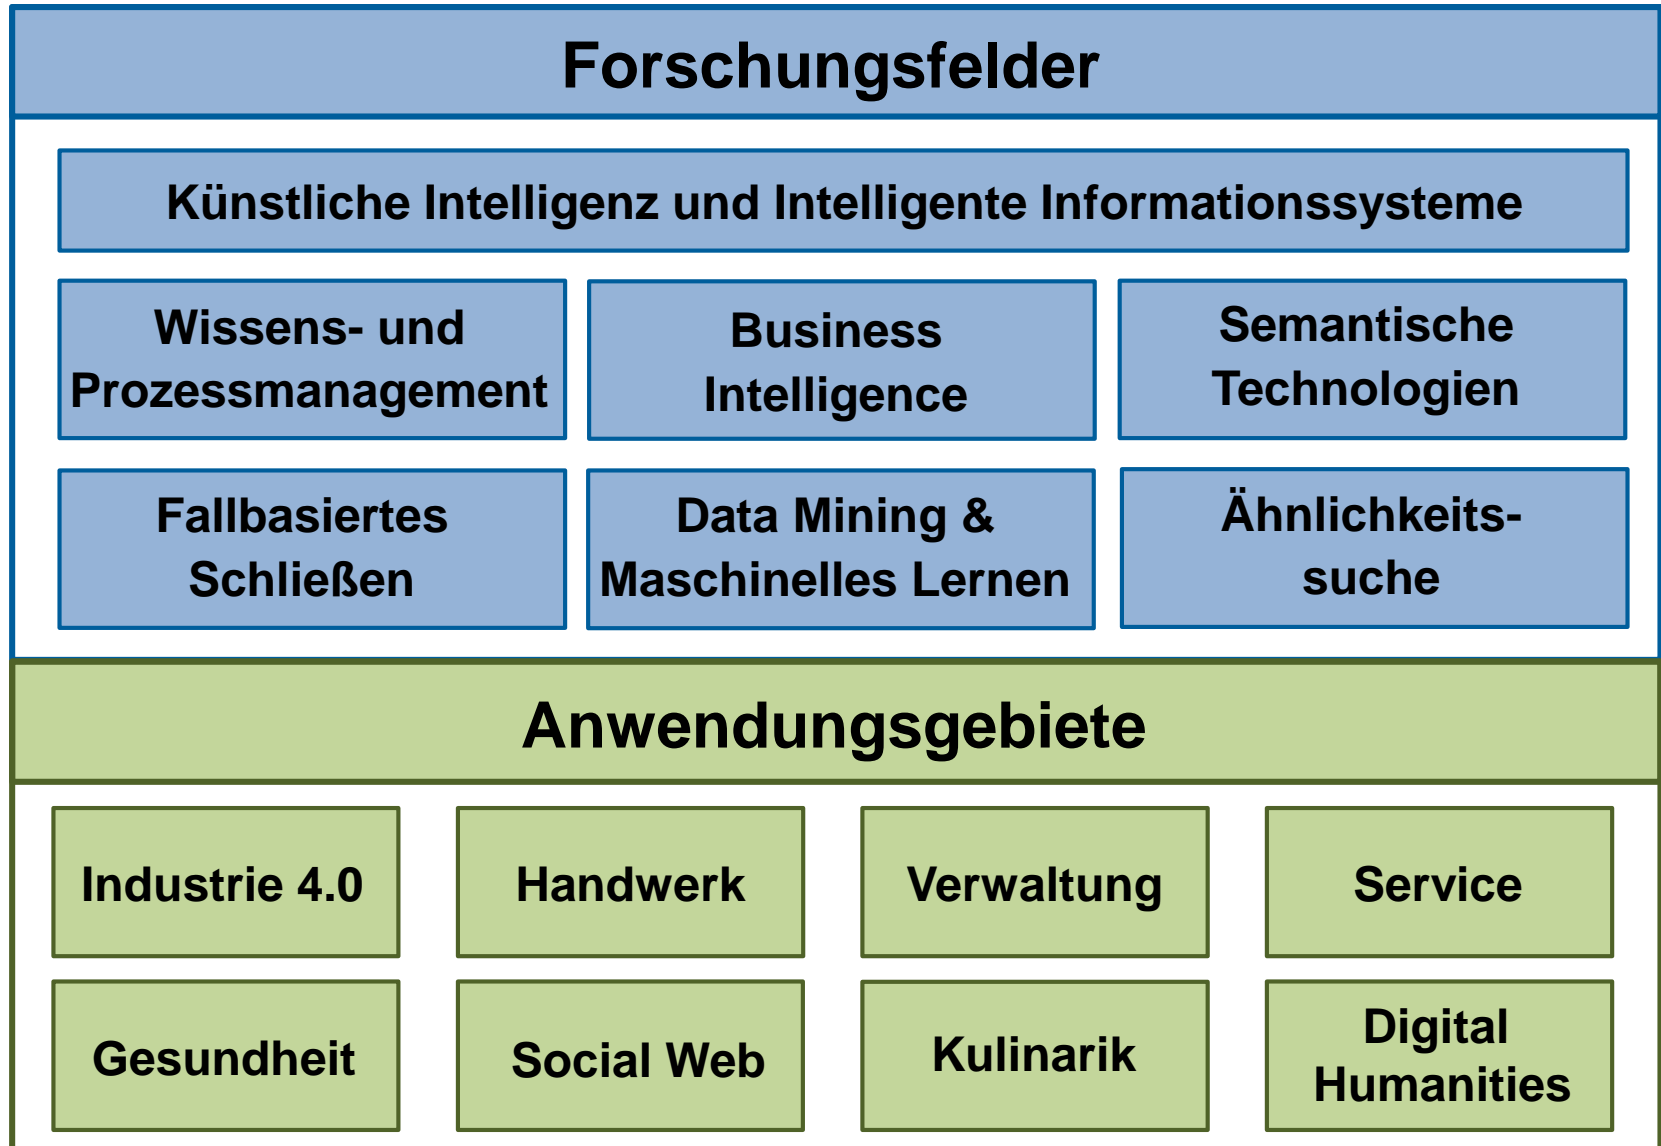 Forschungsfelder
Künstliche Intelligenz und Intelligente Informationssysteme
Wissens- und
Prozessmanagement
Business
Intelligence
Semantische
Technologien
Fallbasiertes
Schließen
Data Mining &
Maschinelles Lernen
Ähnlichkeits-
suche
Anwendungsgebiete
Industrie 4.0
Handwerk
Verwaltung
Service
Gesundheit
Social Web
Kulinarik
Digital
Humanities